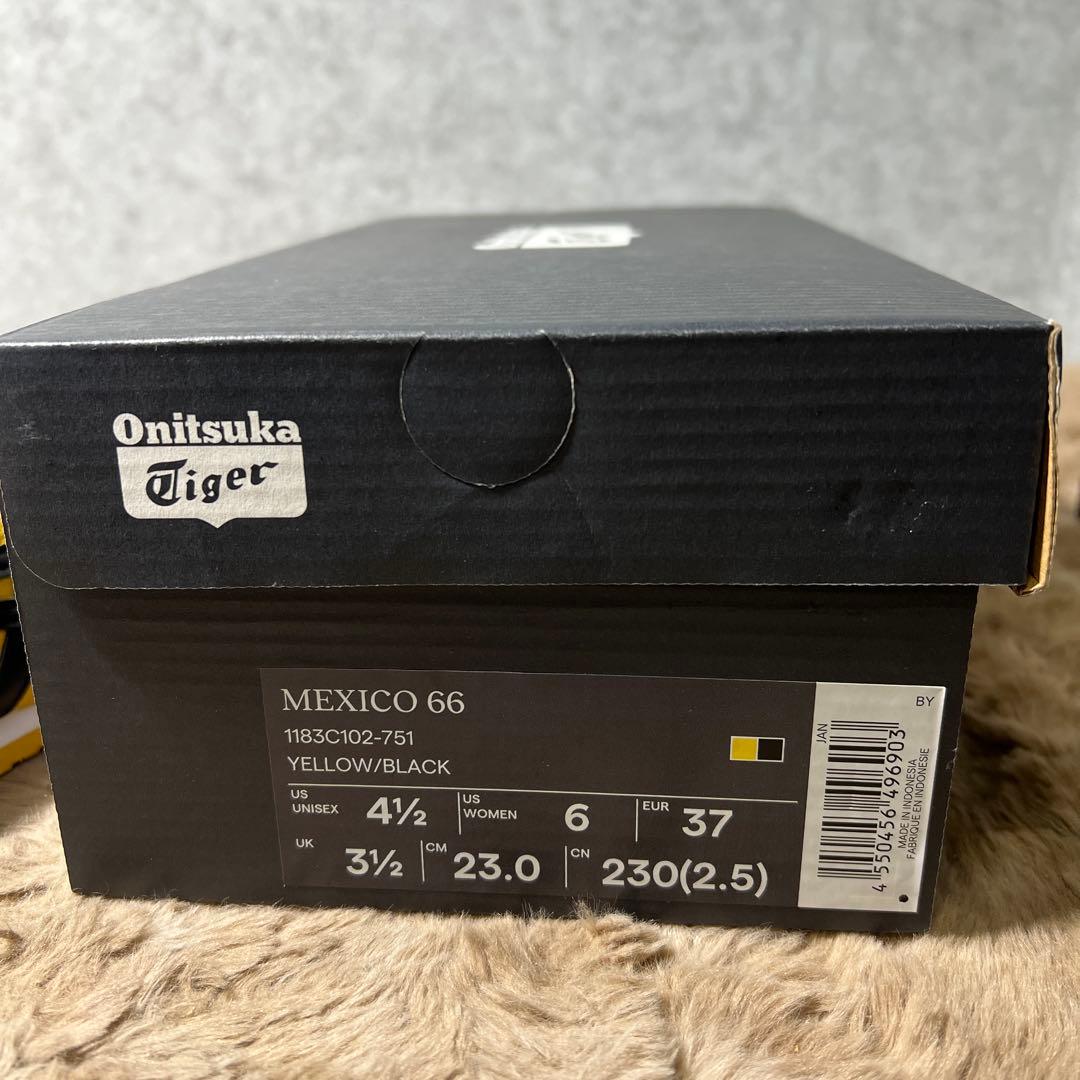 Onitsuka
Tiger
MEXICO 66
1183C102-751
YELLOW/BLACK
US UNISEX 4½ US WOMEN 6 EUR 37
UK 3½ CM 23.0 CN 230(2.5)
BY
JAN
4 550456 496903
MADE IN INDONESIA
FABRIQUE EN INDONESIE